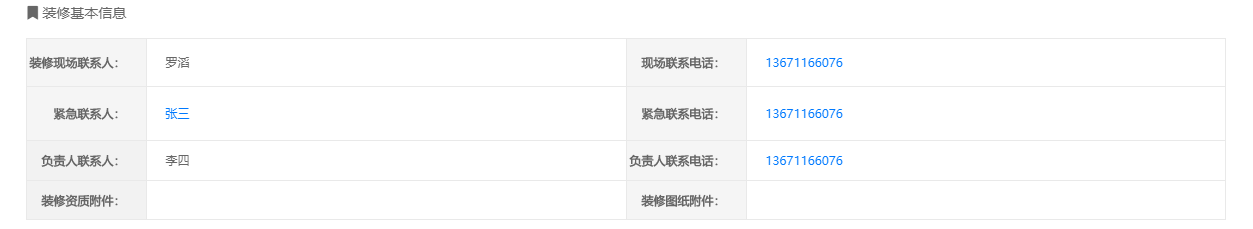 装修基本信息
装修现场联系人： 罗滔 现场联系电话： 13671166076
紧急联系人： 张三 紧急联系电话： 13671166076
负责人联系人： 李四 负责人联系电话： 13671166076
装修资质附件： 装修图纸附件：